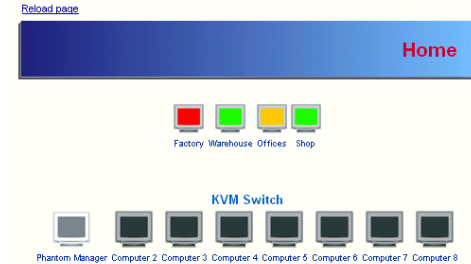 Reload page
Home
Factory Warehouse Offices Shop
KVM Switch
Phantom Manager Computer 2 Computer 3 Computer 4 Computer 5 Computer 6 Computer 7 Computer 8